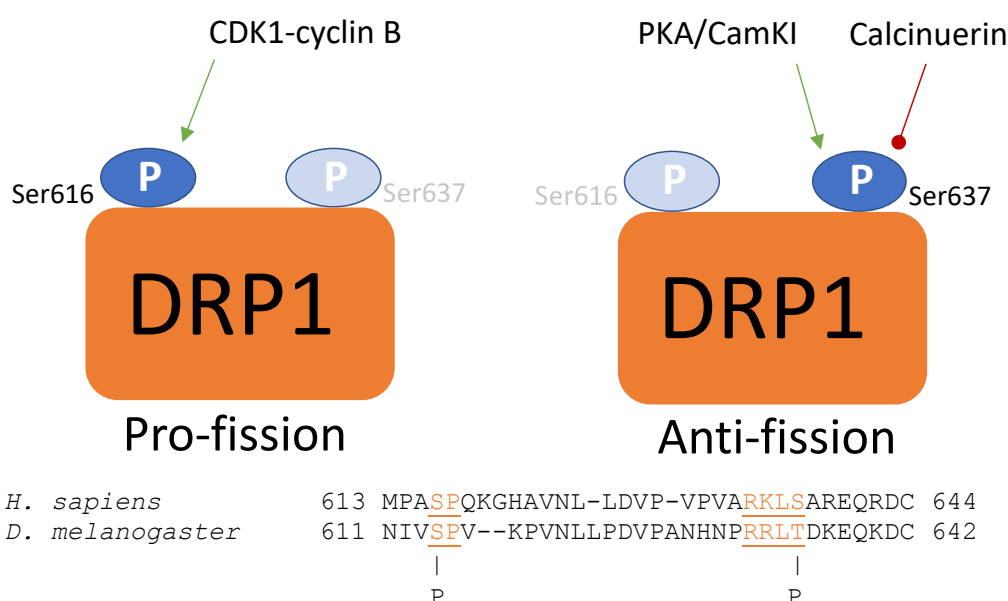 CDK1-cyclin B
PKA/CamKI
Calcinuerin
P
P
Ser616
Ser637
P
P
Ser616
Ser637
DRP1
DRP1
Pro-fission
Anti-fission
H. sapiens 613 MPASPQKGHAVNL-LDVP-VPVARKLSAREQRDC 644
D. melanogaster 611 NIVSPV--KPVNLLPDVPANHNPRRLTDKEQKDC 642
| |
P P